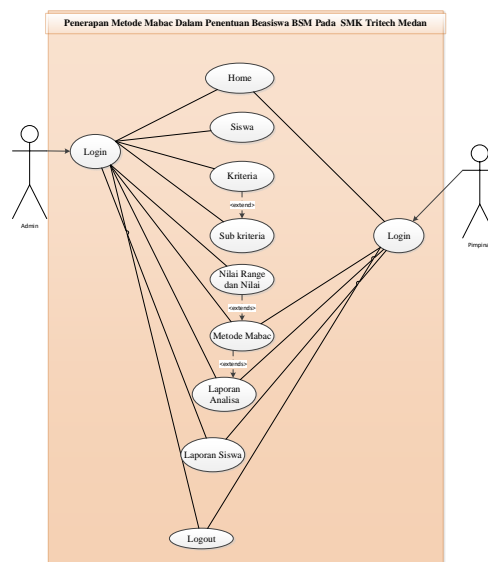 Penerapan Metode Mabac Dalam Penentuan Beasiswa BSM Pada SMK Tritech Medan
Home
Siswa
Login
Kriteria
<extend>
Admin
Sub kriteria
Login
Pimpina
Nilai Range
dan Nilai
<extends>
Metode Mabac
<extends>
Laporan
Analisa
Laporan Siswa
Logout